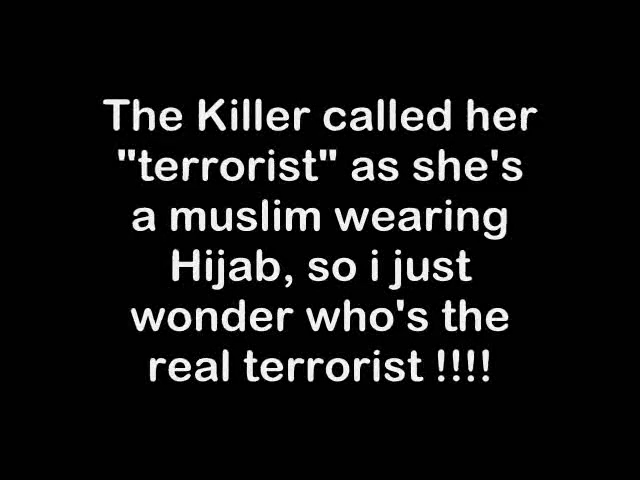 The Killer called her
"terrorist" as she's
a muslim wearing
Hijab, so i just
wonder who's the
real terrorist !!!!